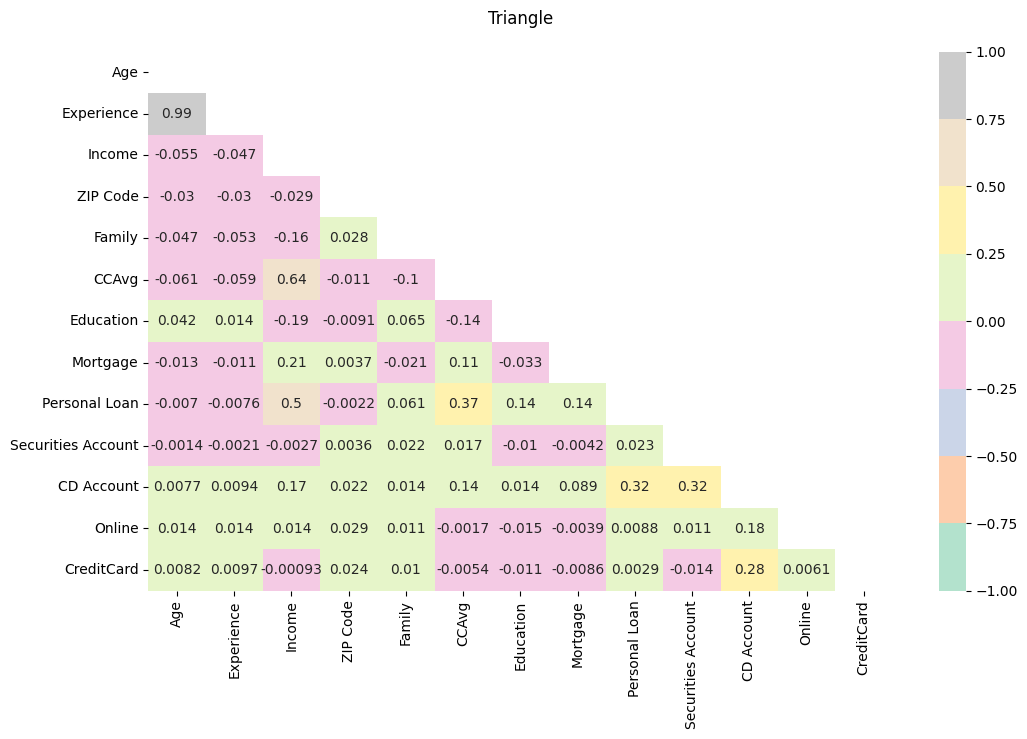 Triangle
Age
Experience 0.99
Income -0.055 -0.047
ZIP Code -0.03 -0.03 -0.029
Family -0.047 -0.053 -0.16 0.028
CCAvg -0.061 -0.059 0.64 -0.011 -0.1
Education 0.042 0.014 -0.19 -0.0091 0.065 -0.14
Mortgage -0.013 -0.011 0.21 0.0037 -0.021 0.11 -0.033
Personal Loan -0.007 -0.0076 0.5 -0.0022 0.061 0.37 0.14 0.14
Securities Account -0.0014 -0.0021 -0.0027 0.0036 0.022 0.017 -0.01 -0.0042 0.023
CD Account 0.0077 0.0094 0.17 0.022 0.014 0.14 0.014 0.089 0.32 0.32
Online 0.014 0.014 0.014 0.029 0.011 -0.0017 -0.015 -0.0039 0.0088 0.011 0.18
CreditCard 0.0082 0.0097 -0.00093 0.024 0.01 -0.0054 -0.011 -0.0086 0.0029 -0.014 0.28 0.0061
Age
Experience
Income
ZIP Code
Family
CCAvg
Education
Mortgage
Personal Loan
Securities Account
CD Account
Online
CreditCard
1.00
0.75
0.50
0.25
0.00
−0.25
−0.50
−0.75
−1.00